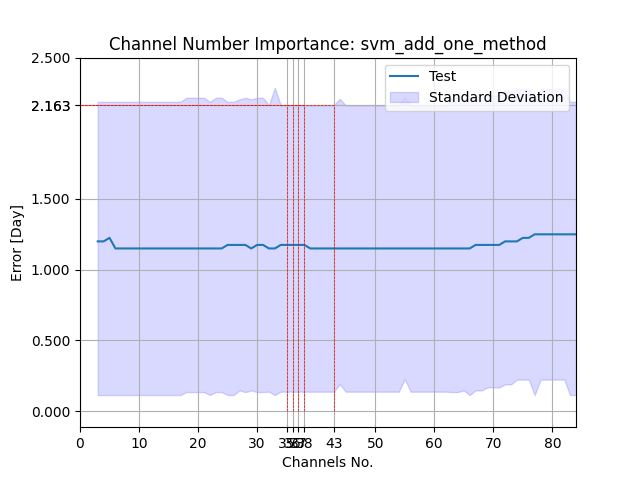 Channel Number Importance: svm_add_one_method
2.500
2.163
1.500
1.000
0.500
0.000
Error [Day]
Test
Standard Deviation
0 10 20 30 43 50 60 70 80
Channels No.